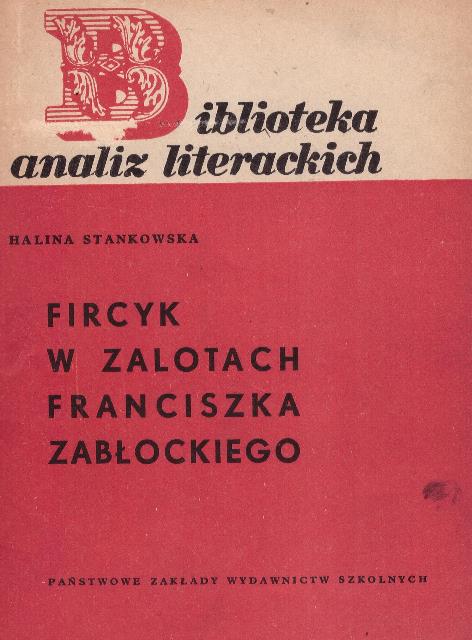 Biblioteka
analiz literackich
HALINA STANKOWSKA
FIRCYK
W ZALOTACH
FRANCISZKA
ZABŁOCKIEGO
PAŃSTWOWE ZAKŁADY WYDAWNICTW SZKOLNYCH